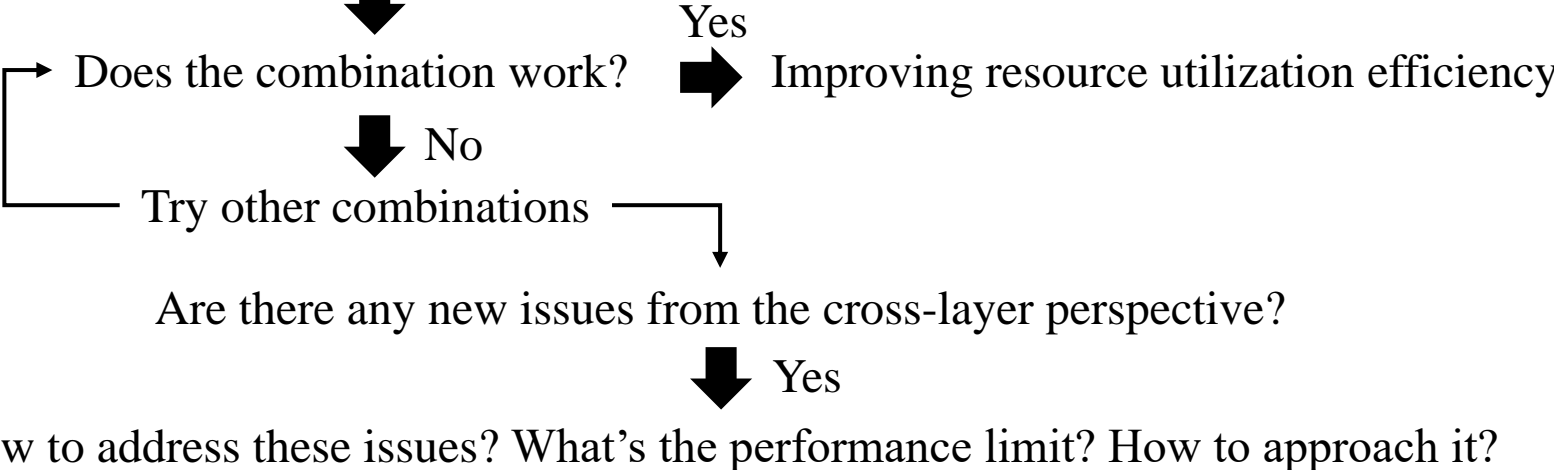 Yes
Does the combination work? Improving resource utilization efficiency
No
Try other combinations
Are there any new issues from the cross-layer perspective?
Yes
w to address these issues? What's the performance limit? How to approach it?